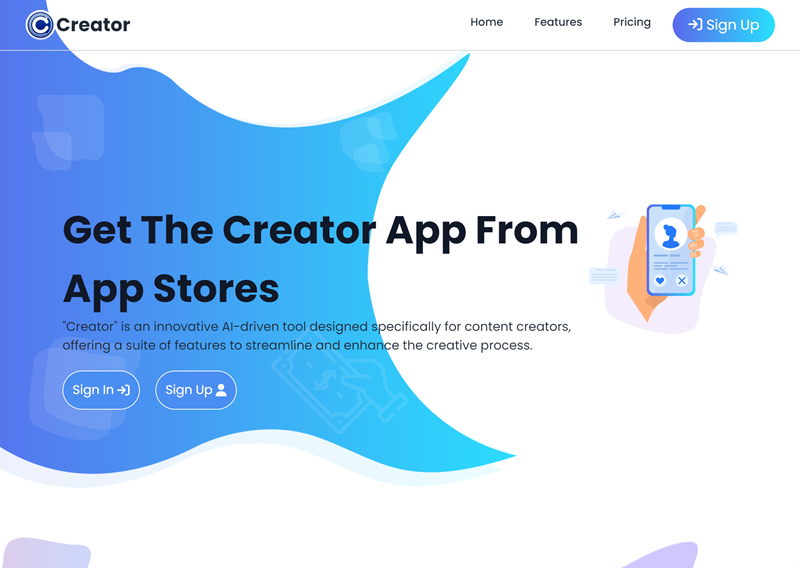 Creator
Home Features Pricing Sign Up
Get The Creator App From
App Stores
"Creator" is an innovative AI-driven tool designed specifically for content creators,
offering a suite of features to streamline and enhance the creative process.
Sign In Sign Up